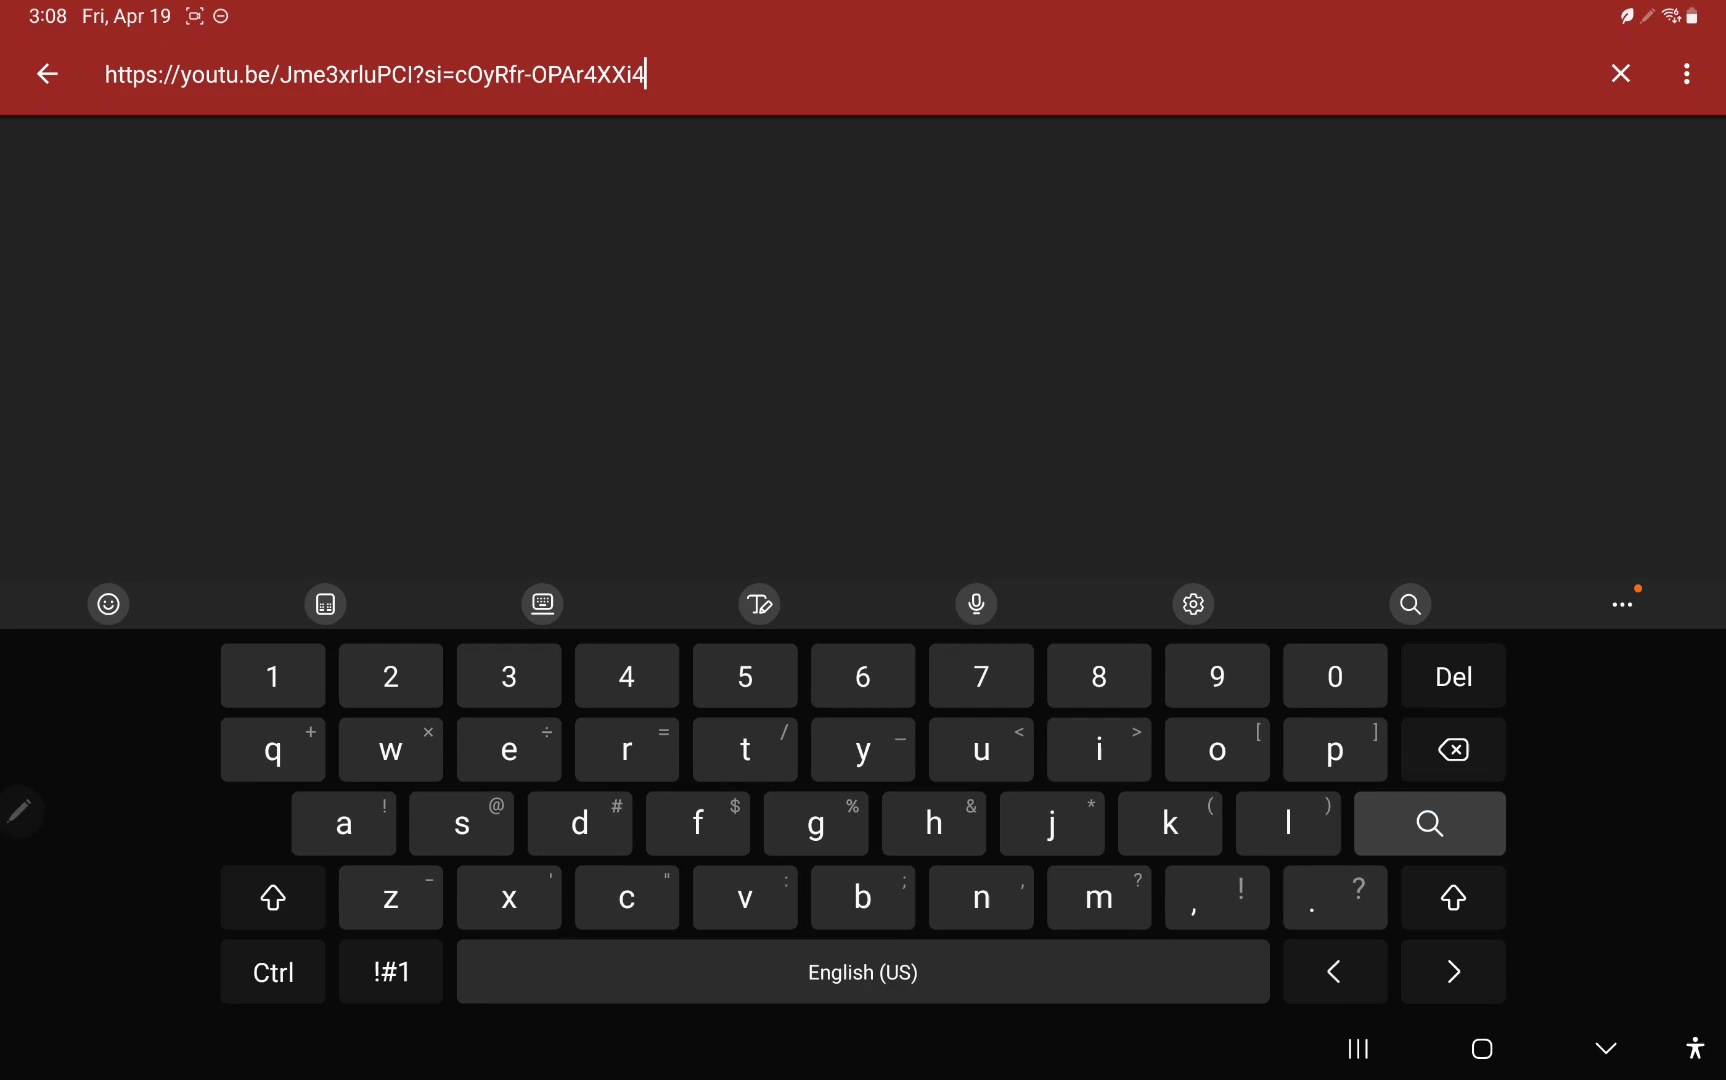 3:08 Fri, Apr 19
https://youtu.be/Jme3xrluPCI?si=cOyRfr-OPAr4XXi4
1 2 3 4 5 6 7 8 9 0 Del
q + w × e ÷ r = t / y _ u < i > o [ p ]
a ! s @ d # f $ g % h & j * k ( l )
z - x ' c " v : b ; n , m ? , ! . ?
Ctrl !#1 English (US) < >